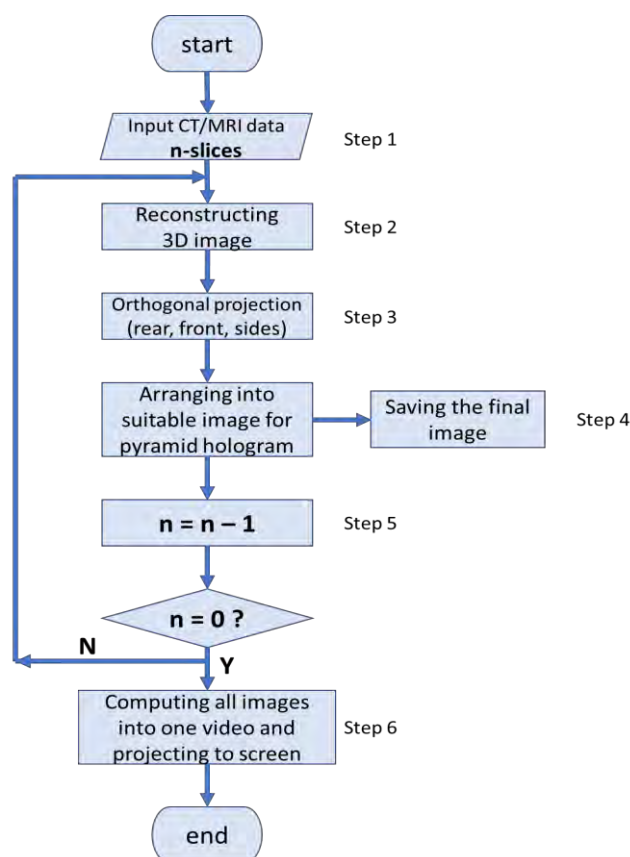 start
Input CT/MRI data
n-slices
Step 1
Reconstructing
3D image
Step 2
Orthogonal projection
(rear, front, sides)
Step 3
Arranging into
suitable image for
pyramid hologram
Saving the final
image
Step 4
n = n – 1
Step 5
n = 0 ?
N
Y
Computing all images
into one video and
projecting to screen
Step 6
end